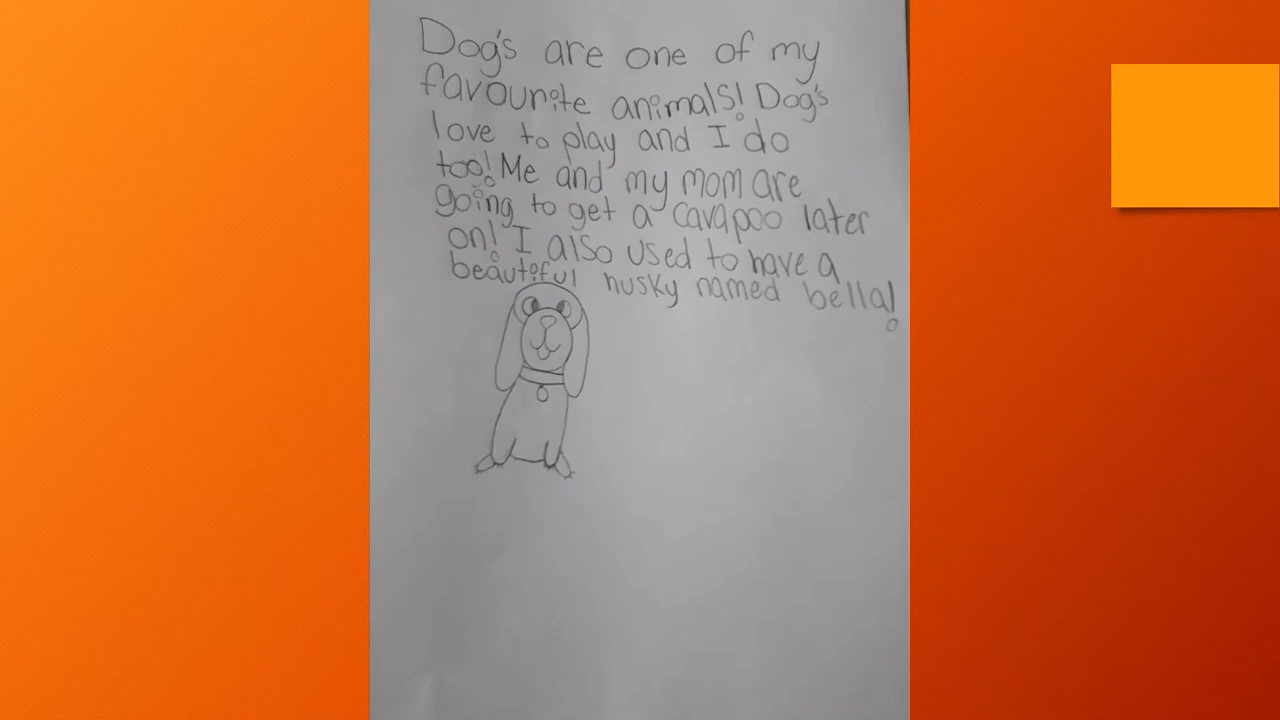 Dog's are one of my
favourite animals! Dog's
love to play and I do
too! Me and my mom are
going to get a cavapoo later
on! I also used to have a
beautiful husky named bella!